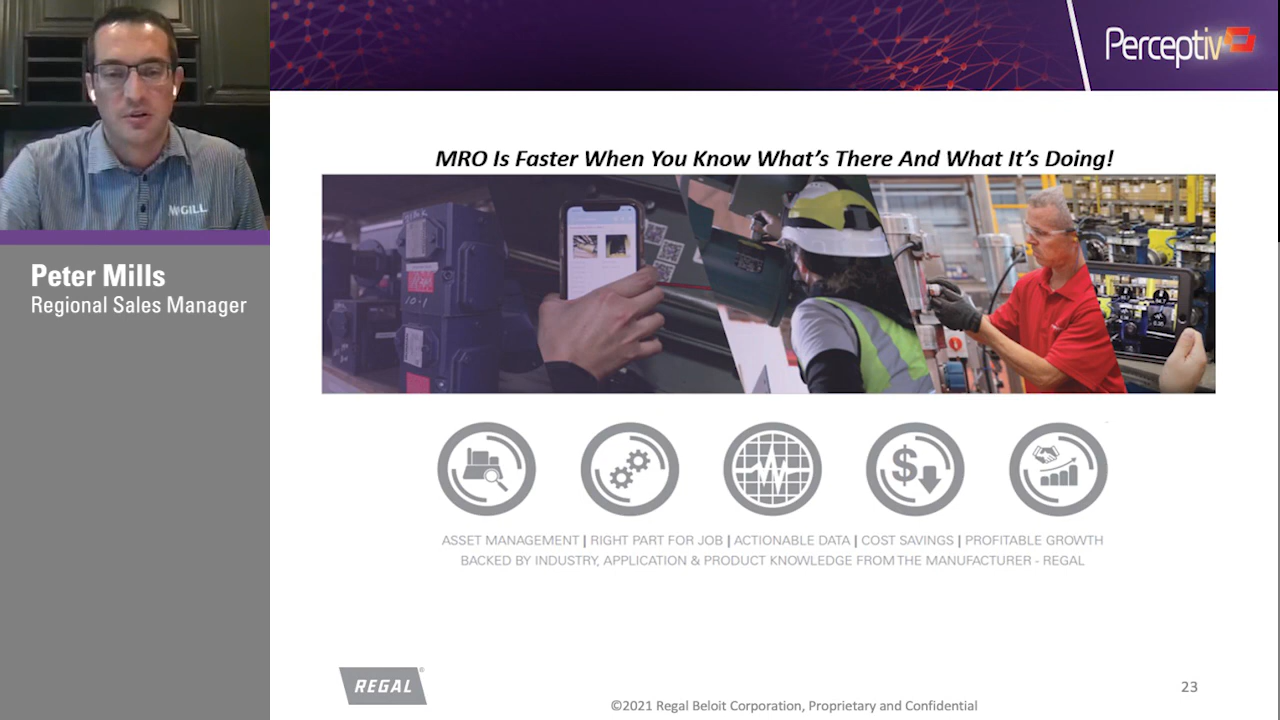 McGILL
Peter Mills
Regional Sales Manager
Perceptiv
MRO Is Faster When You Know What's There And What It's Doing!
10-1
$
ASSET MANAGEMENT | RIGHT PART FOR JOB | ACTIONABLE DATA | COST SAVINGS | PROFITABLE GROWTH
BACKED BY INDUSTRY, APPLICATION & PRODUCT KNOWLEDGE FROM THE MANUFACTURER - REGAL
REGAL®
23
©2021 Regal Beloit Corporation, Proprietary and Confidential